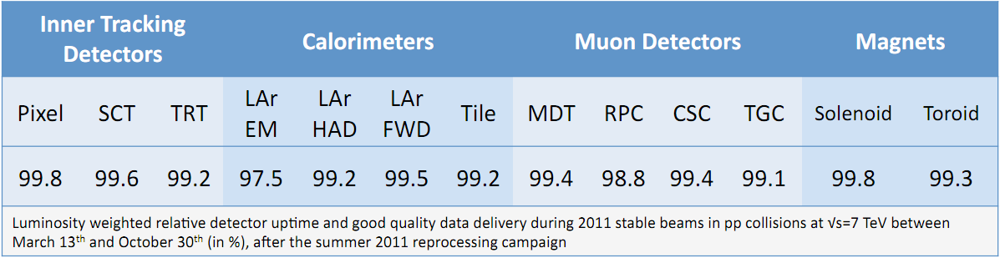 Inner Tracking
Detectors
Calorimeters
Muon Detectors
Magnets
Pixel SCT TRT LAr EM LAr HAD LAr FWD Tile MDT RPC CSC TGC Solenoid Toroid
99.8 99.6 99.2 97.5 99.2 99.5 99.2 99.4 98.8 99.4 99.1 99.8 99.3
Luminosity weighted relative detector uptime and good quality data delivery during 2011 stable beams in pp collisions at √s=7 TeV between
March 13th and October 30th (in %), after the summer 2011 reprocessing campaign